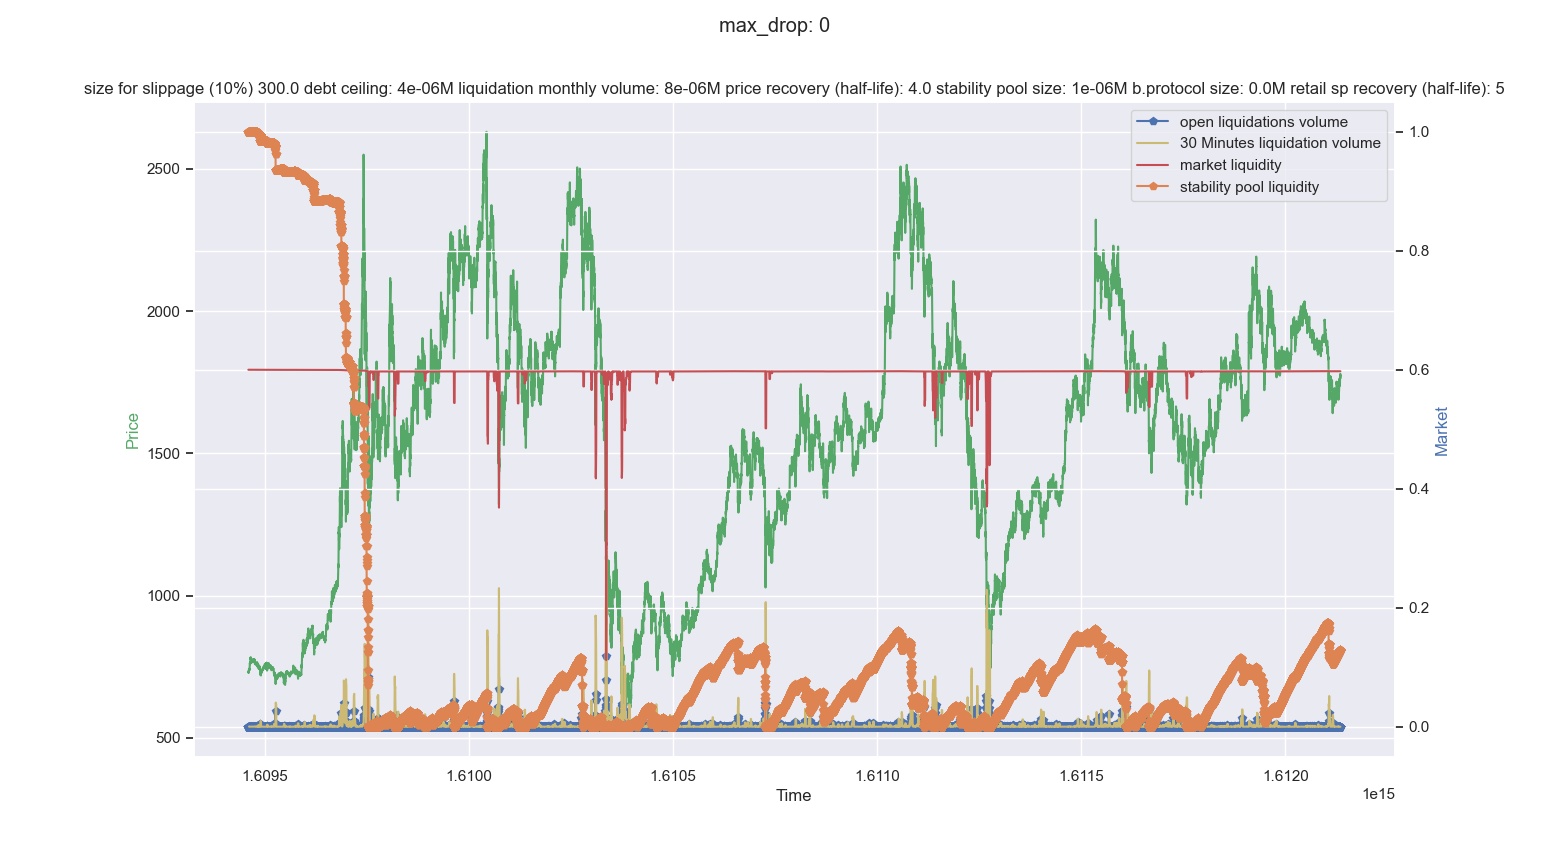 max_drop: 0
size for slippage (10%) 300.0 debt ceiling: 4e-06M liquidation monthly volume: 8e-06M price recovery (half-life): 4.0 stability pool size: 1e-06M b.protocol size: 0.0M retail sp recovery (half-life): 5
open liquidations volume
30 Minutes liquidation volume
market liquidity
stability pool liquidity
2500
2000
1500
1000
500
Price
1.0
0.8
0.6
0.4
0.2
0.0
Market
1.6095 1.6100 1.6105 1.6110 1.6115 1.6120
Time
1e15